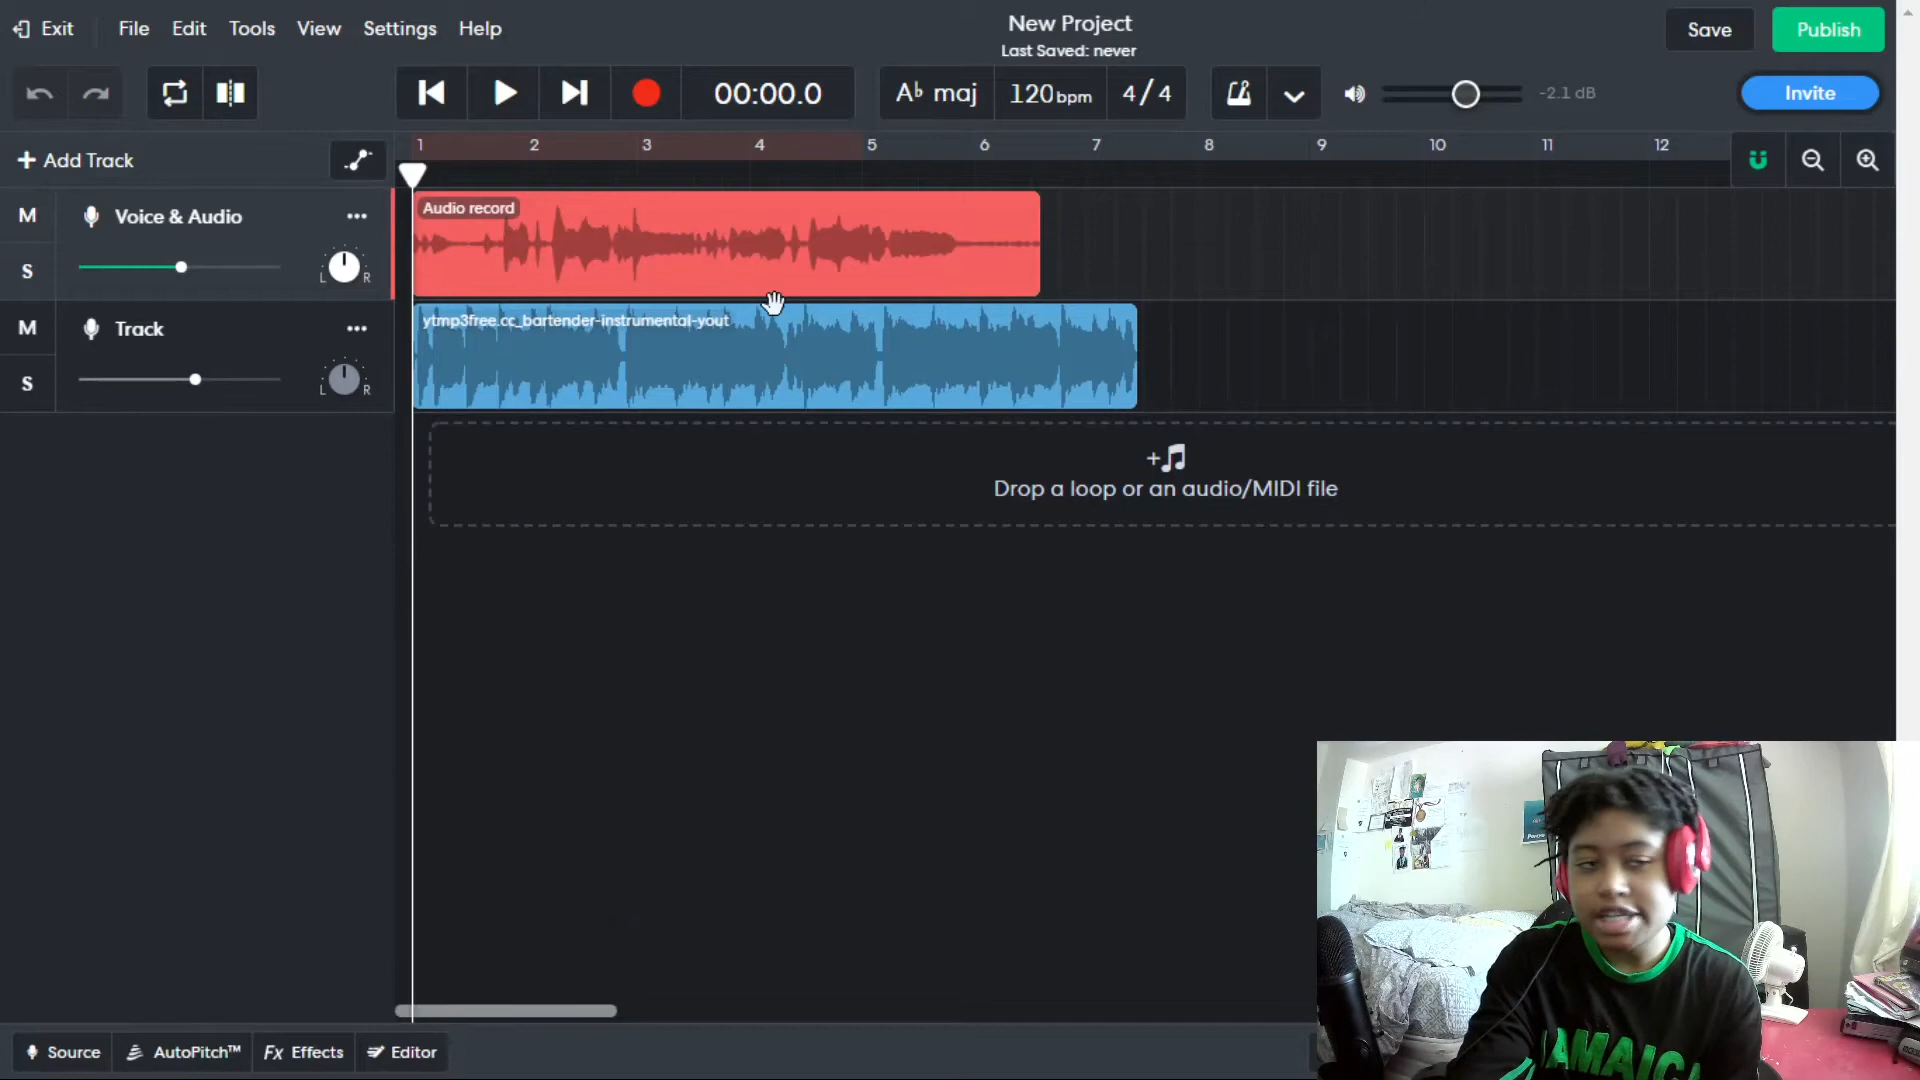 Exit File Edit Tools View Settings Help
New Project
Last Saved: never
Save
Publish
00:00.0
A♭ maj
120bpm
4/4
-2.1 dB
Invite
+ Add Track
1 2 3 4 5 6 7 8 9 10 11 12
M
Voice & Audio
S
L R
Audio record
M
Track
S
L R
ytmp3free.cc_bartender-instrumental-yout
Drop a loop or an audio/MIDI file
Source
AutoPitch™
Fx Effects
Editor